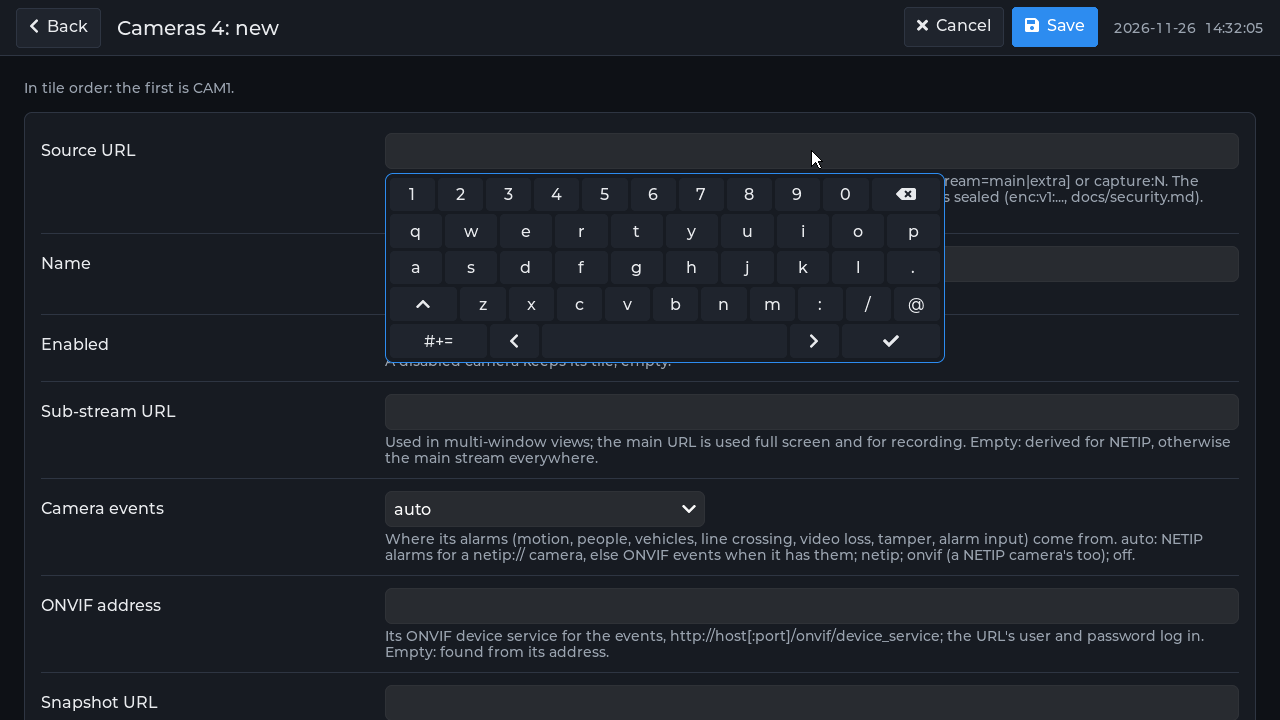 Back
Cameras 4: new
Cancel
Save
2026-11-26 14:32:05
In tile order: the first is CAM1.
Source URL
ream=main|extra] or capture:N. The
s sealed (enc:v1:..., docs/security.md).
1 2 3 4 5 6 7 8 9 0
q w e r t y u i o p
a s d f g h j k l .
z x c v b n m : / @
#+=
Name
Enabled
A disabled camera keeps its tile, empty.
Sub-stream URL
Used in multi-window views; the main URL is used full screen and for recording. Empty: derived for NETIP, otherwise
the main stream everywhere.
Camera events
auto
Where its alarms (motion, people, vehicles, line crossing, video loss, tamper, alarm input) come from. auto: NETIP
alarms for a netip:// camera, else ONVIF events when it has them; netip; onvif (a NETIP camera's too); off.
ONVIF address
Its ONVIF device service for the events, http://host[:port]/onvif/device_service; the URL's user and password log in.
Empty: found from its address.
Snapshot URL